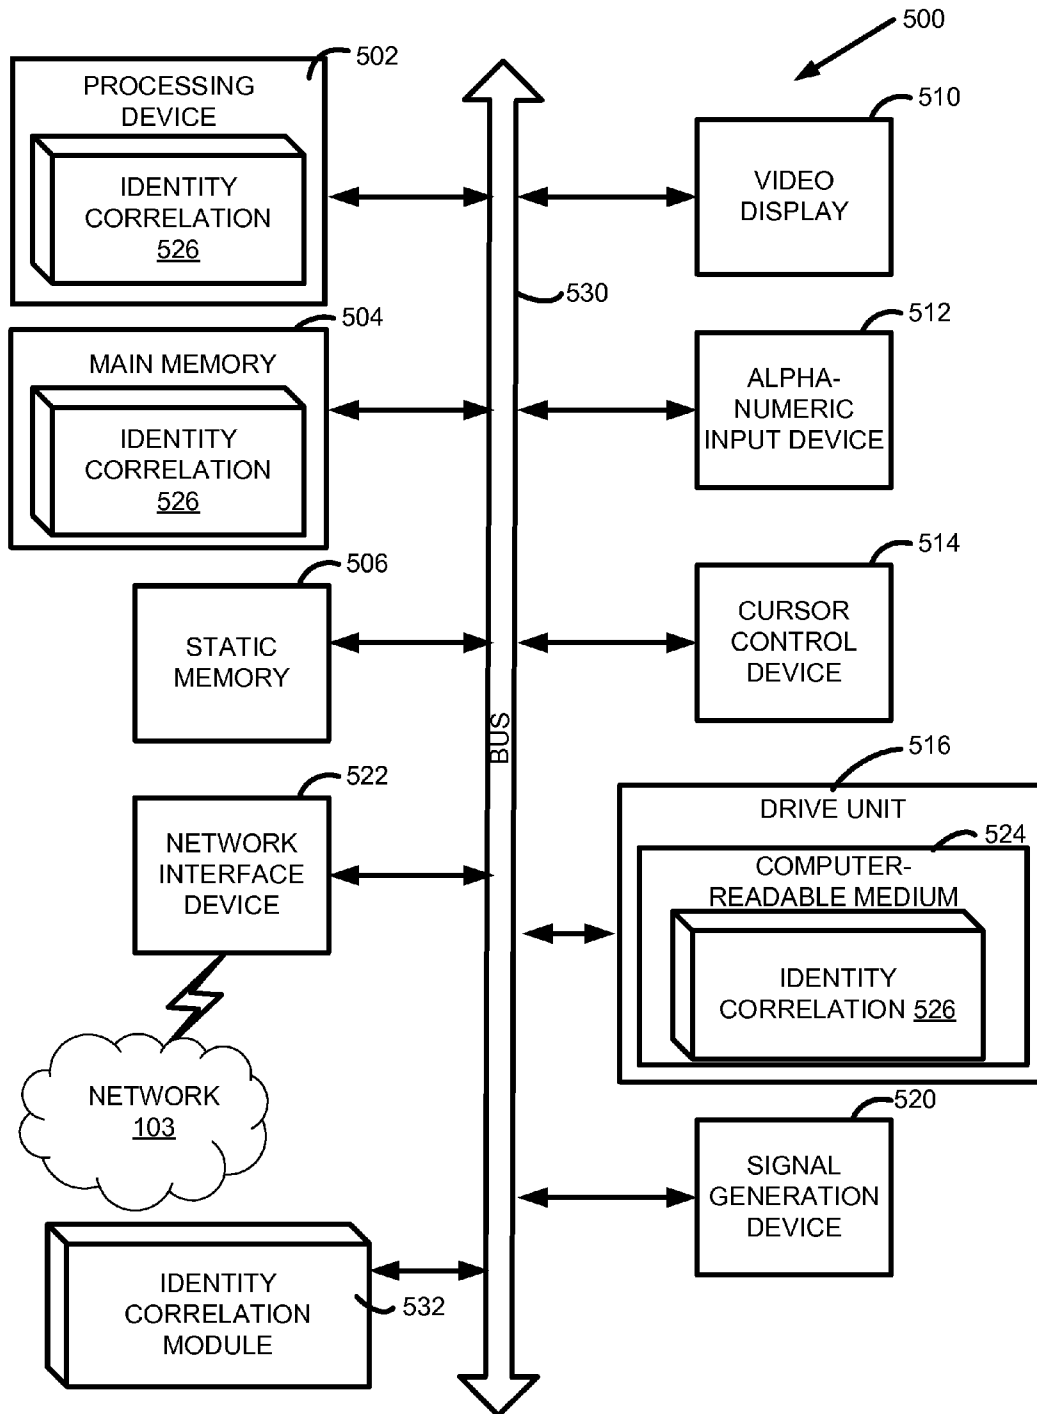 500
502
PROCESSING
DEVICE
IDENTITY
CORRELATION
526
510
VIDEO
DISPLAY
530
504
MAIN MEMORY
IDENTITY
CORRELATION
526
512
ALPHA-
NUMERIC
INPUT DEVICE
506
STATIC
MEMORY
514
CURSOR
CONTROL
DEVICE
BUS
522
NETWORK
INTERFACE
DEVICE
516
DRIVE UNIT
524
COMPUTER-
READABLE MEDIUM
IDENTITY
CORRELATION 526
NETWORK
103
520
SIGNAL
GENERATION
DEVICE
IDENTITY
CORRELATION
MODULE
532